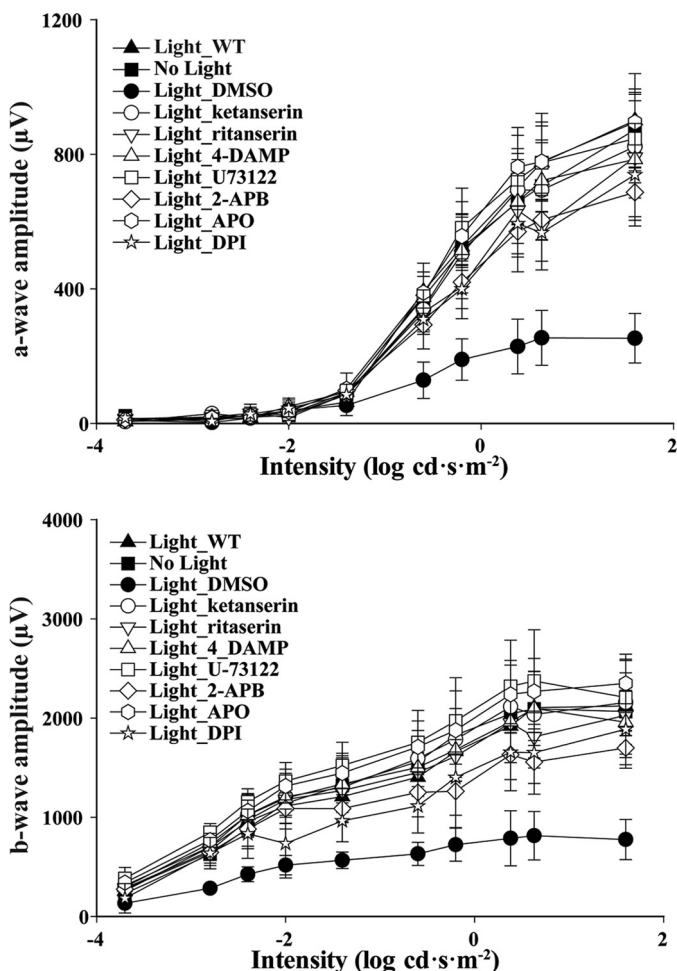 1200
800
400
0
-4
-2
0
2
a-wave amplitude (µV)
Light_WT
No Light
Light_DMSO
Light_ketanserin
Light_ritanserin
Light_4-DAMP
Light_U73122
Light_2-APB
Light_APO
Light_DPI
Intensity (log cd·s·m-2)
4000
3000
2000
1000
0
-4
-2
0
2
b-wave amplitude (µV)
Light_WT
No Light
Light_DMSO
Light_ketanserin
Light_ritaserin
Light_4_DAMP
Light_U-73122
Light_2-APB
Light_APO
Light_DPI
Intensity (log cd·s·m-2)